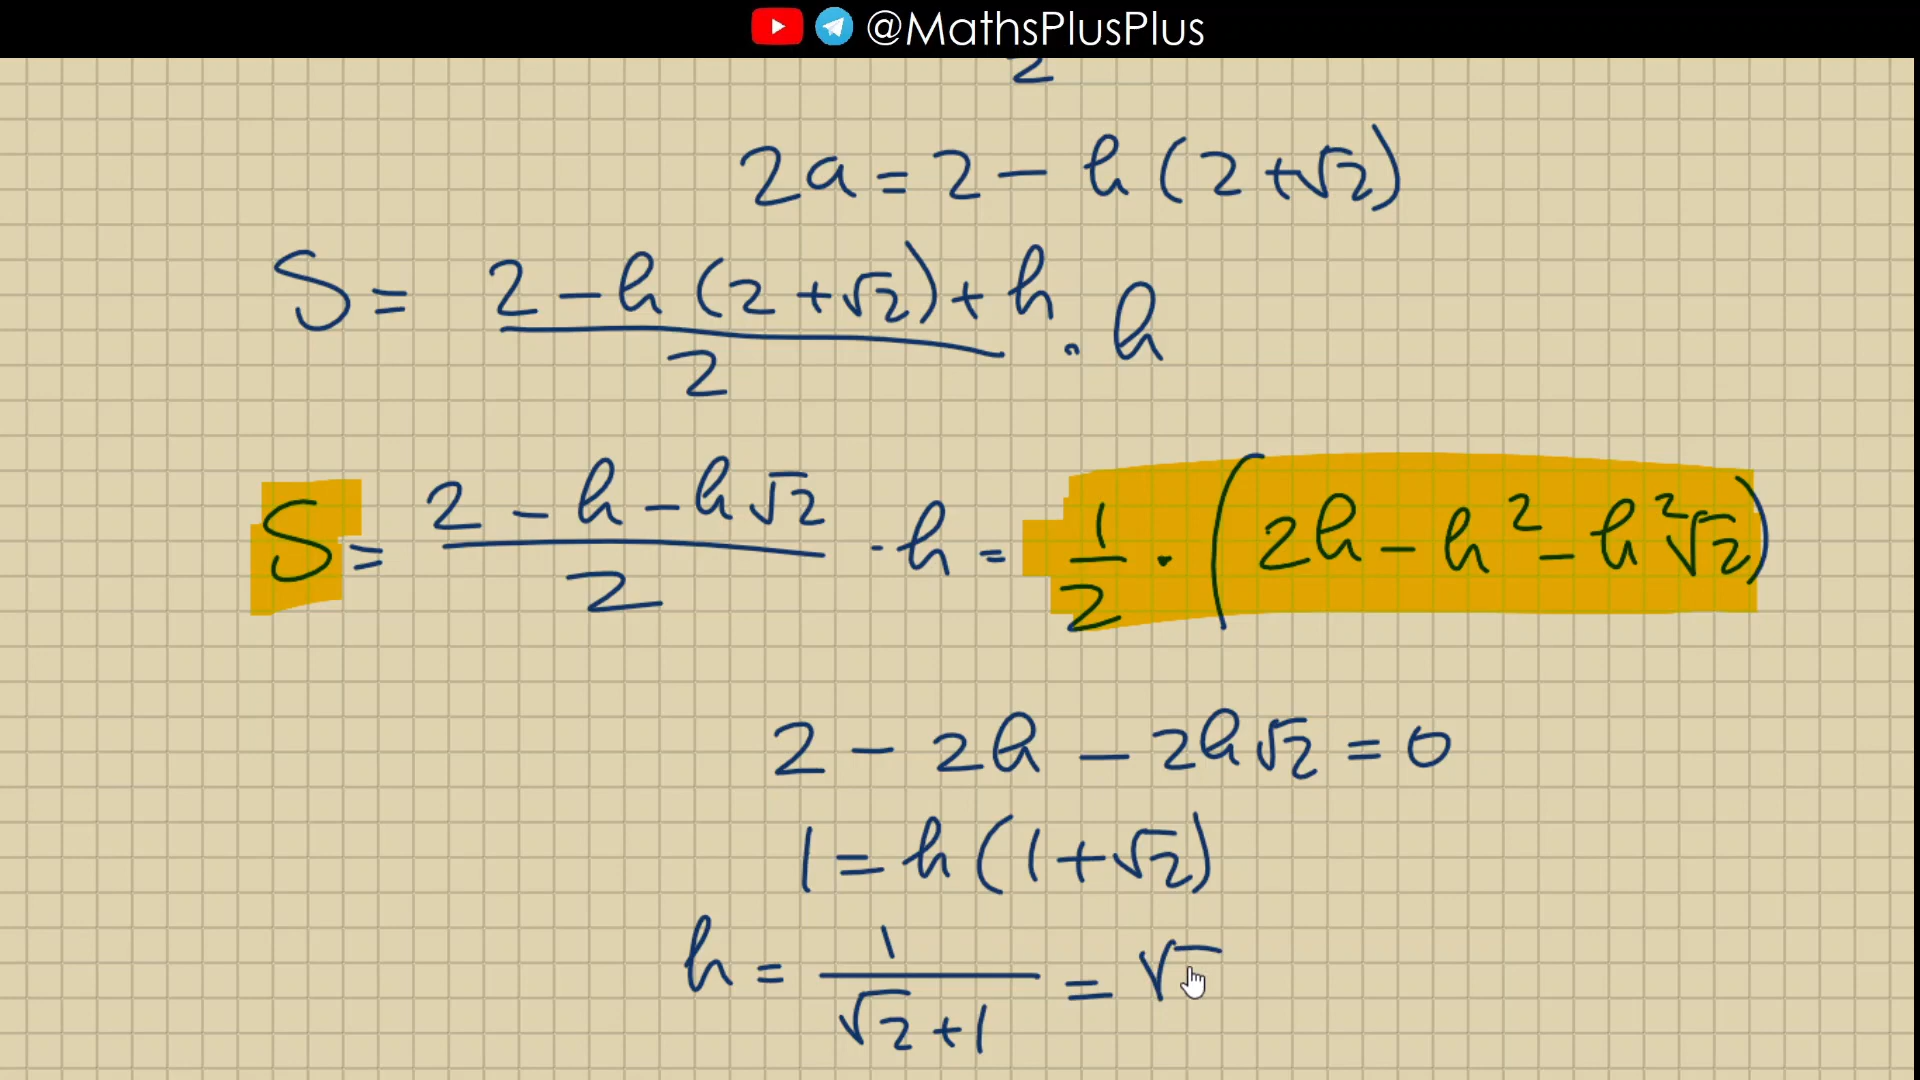 @MathsPlusPlus
2
2a = 2 - h (2 + √2)
S = (2 - h (2 + √2) + h) / 2 · h
S = (2 - h - h√2) / 2 · h = 1/2 · (2h - h² - h²√2)
2 - 2h - 2h√2 = 0
1 = h (1 + √2)
h = 1 / (√2 + 1) = √